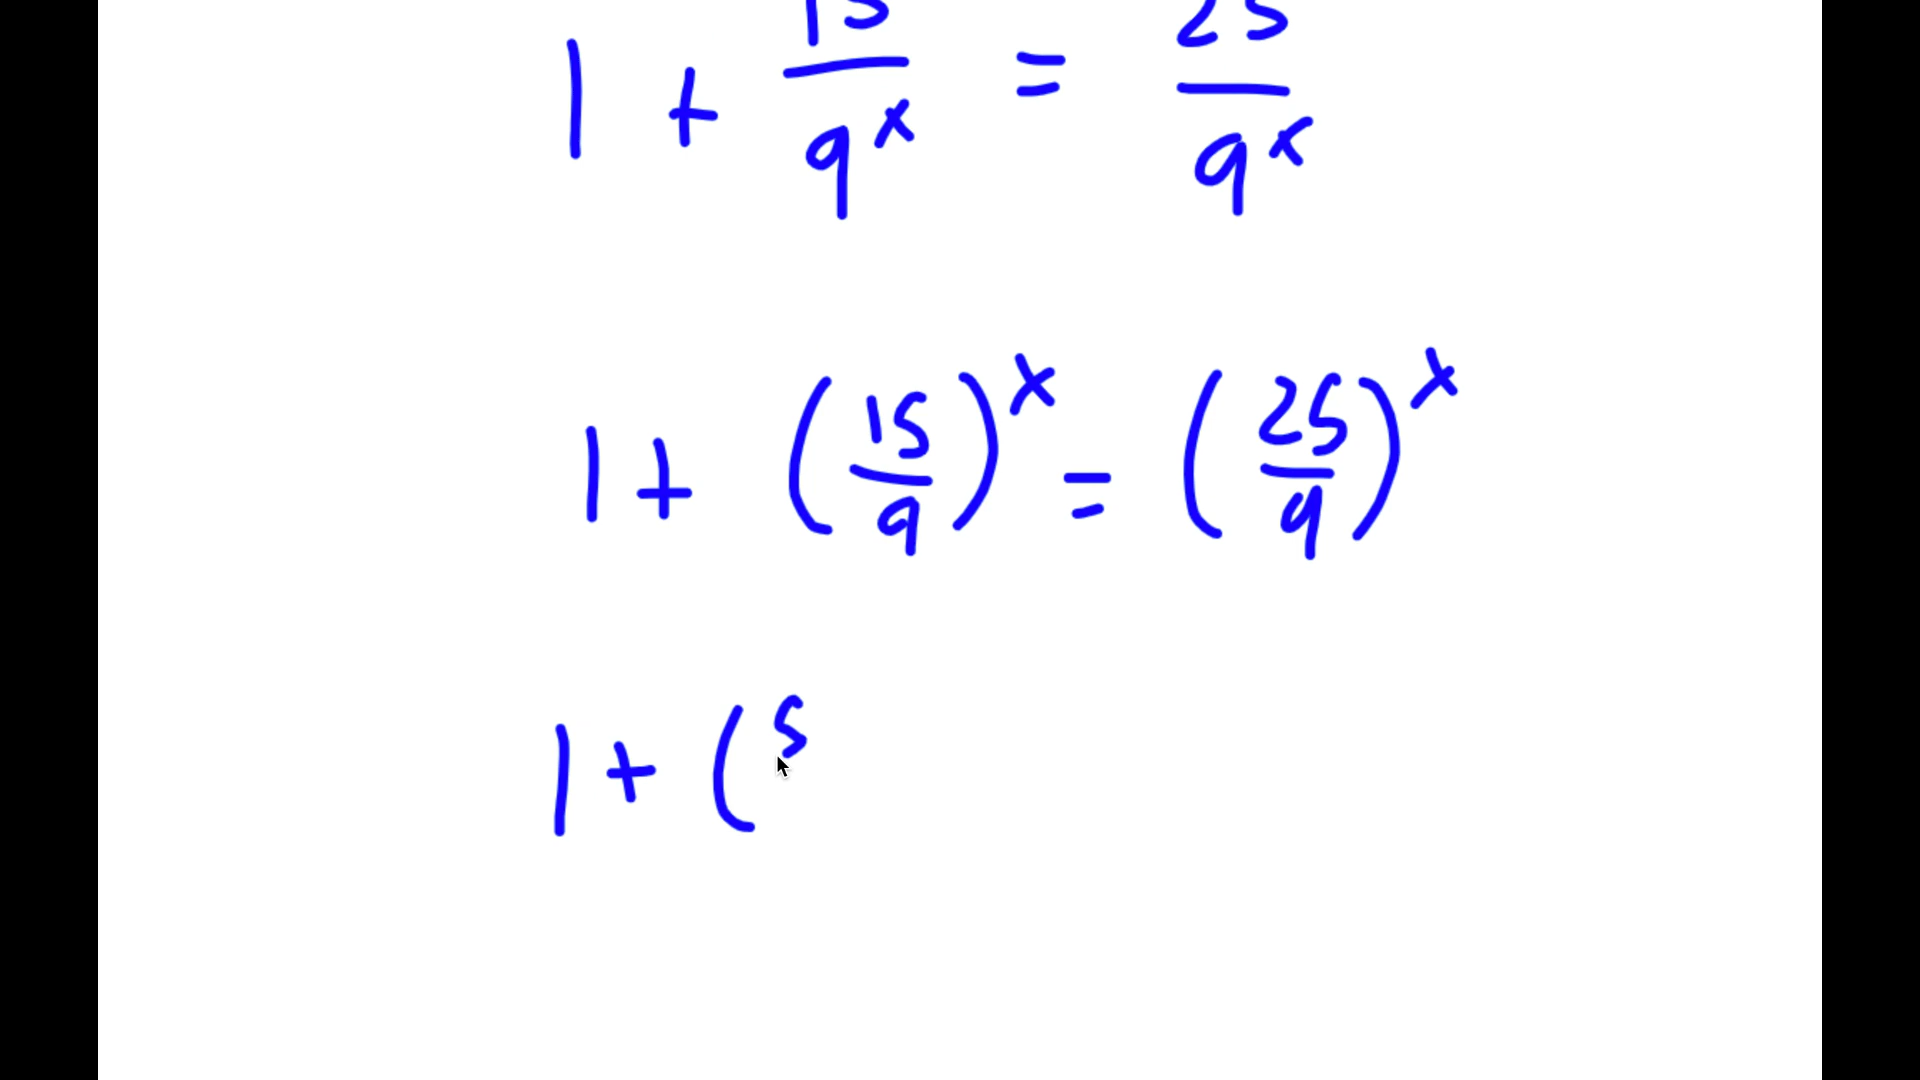 1 + 15/9^x = 25/9^x
1 + (15/9)^x = (25/9)^x
1 + (5